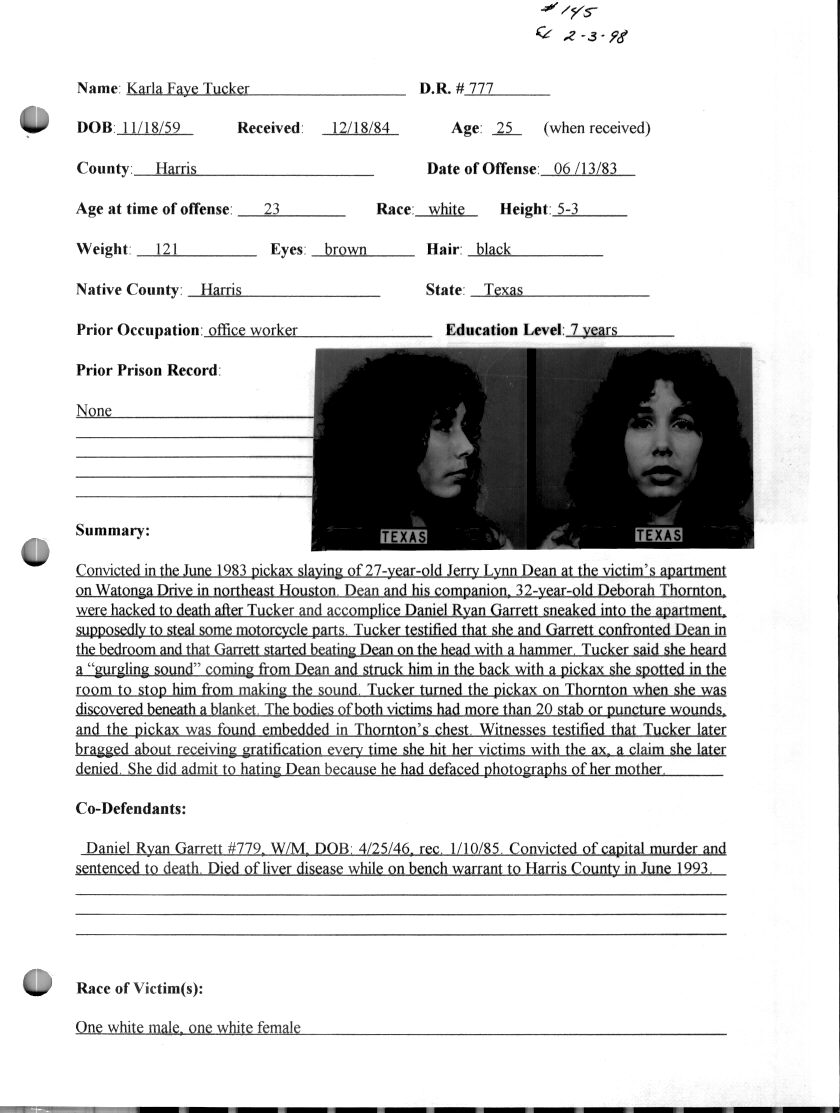 # 145
2-3-98
Name: Karla Faye Tucker D.R. # 777
DOB: 11/18/59 Received: 12/18/84 Age: 25 (when received)
County: Harris Date of Offense: 06 /13/83
Age at time of offense: 23 Race: white Height: 5-3
Weight: 121 Eyes: brown Hair: black
Native County: Harris State: Texas
Prior Occupation: office worker Education Level: 7 years
Prior Prison Record:
None
TEXAS TEXAS
Summary:
Convicted in the June 1983 pickax slaying of 27-year-old Jerry Lynn Dean at the victim's apartment
on Watonga Drive in northeast Houston. Dean and his companion, 32-year-old Deborah Thornton,
were hacked to death after Tucker and accomplice Daniel Ryan Garrett sneaked into the apartment,
supposedly to steal some motorcycle parts. Tucker testified that she and Garrett confronted Dean in
the bedroom and that Garrett started beating Dean on the head with a hammer. Tucker said she heard
a "gurgling sound" coming from Dean and struck him in the back with a pickax she spotted in the
room to stop him from making the sound. Tucker turned the pickax on Thornton when she was
discovered beneath a blanket. The bodies of both victims had more than 20 stab or puncture wounds,
and the pickax was found embedded in Thornton's chest. Witnesses testified that Tucker later
bragged about receiving gratification every time she hit her victims with the ax, a claim she later
denied. She did admit to hating Dean because he had defaced photographs of her mother.
Co-Defendants:
Daniel Ryan Garrett #779, W/M, DOB: 4/25/46, rec. 1/10/85. Convicted of capital murder and
sentenced to death. Died of liver disease while on bench warrant to Harris County in June 1993.
Race of Victim(s):
One white male, one white female